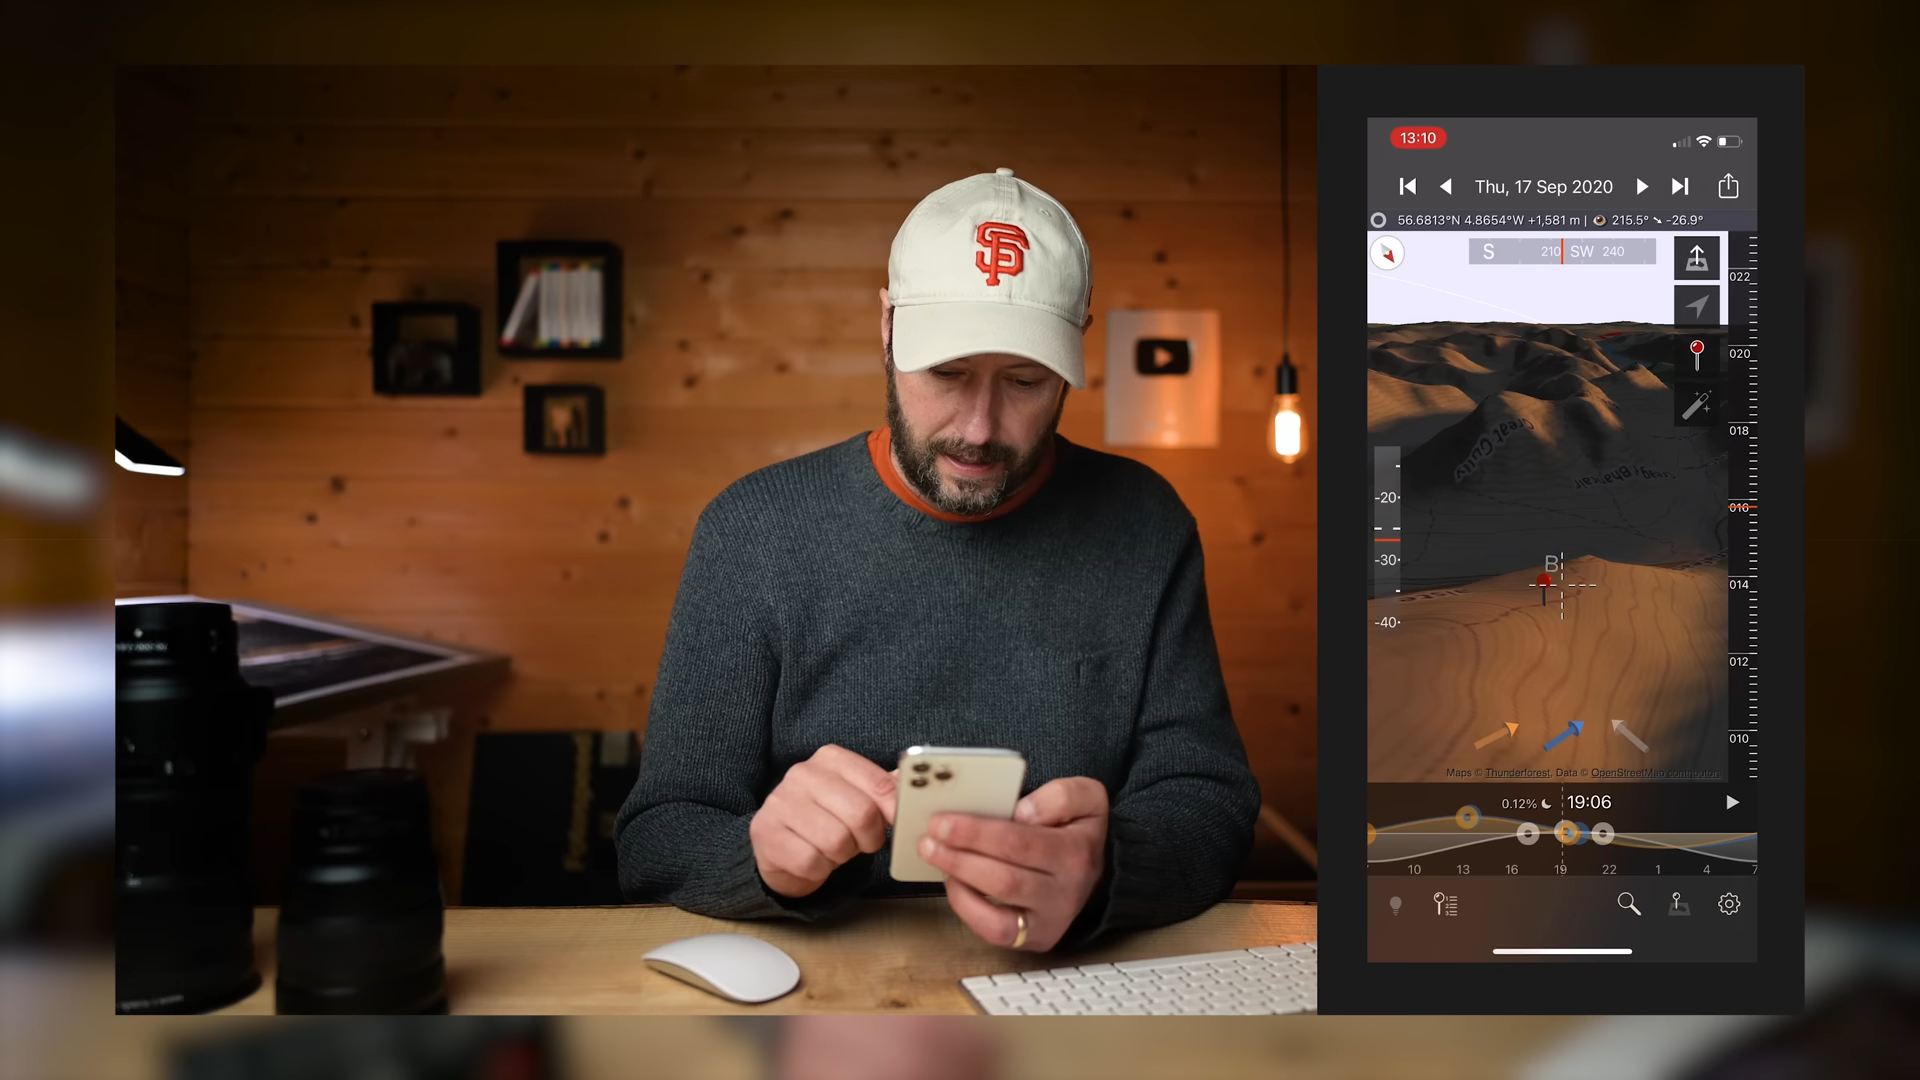 SF
13:10
Thu, 17 Sep 2020
56.6813°N 4.8654°W +1,581 m | 215.5° ↘ -26.9°
S 210 SW 240
022
020
018
Great Gully
016
-20
-30
B
014
-40
012
010
Maps © Thunderforest, Data © OpenStreetMap contributors
0.12% 19:06
10 13 16 19 22 1 4 7